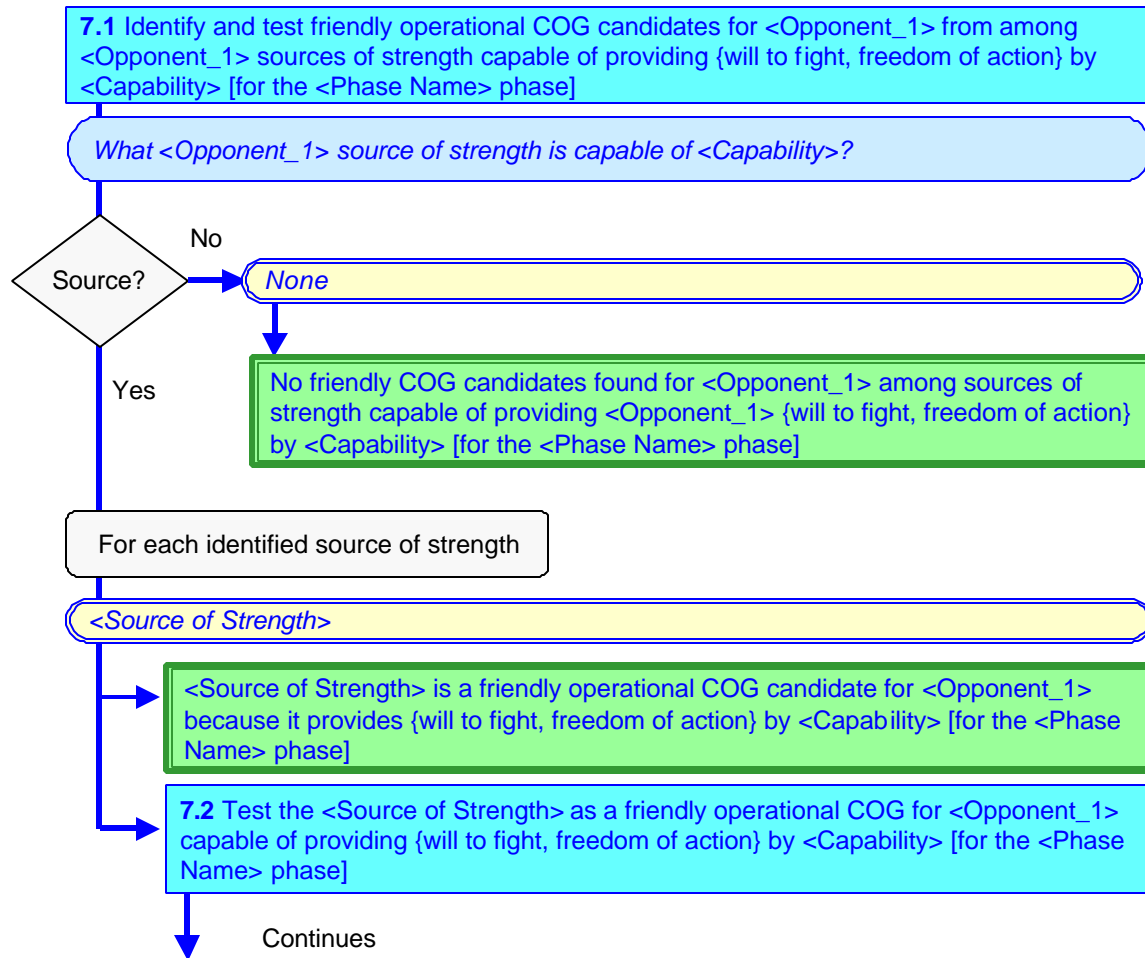 7.1 Identify and test friendly operational COG candidates for <Opponent_1> from among
<Opponent_1> sources of strength capable of providing {will to fight, freedom of action} by
<Capability> [for the <Phase Name> phase]
What <Opponent_1> source of strength is capable of <Capability>?
No
Source?
None
Yes
No friendly COG candidates found for <Opponent_1> among sources of
strength capable of providing <Opponent_1> {will to fight, freedom of action}
by <Capability> [for the <Phase Name> phase]
For each identified source of strength
<Source of Strength>
<Source of Strength> is a friendly operational COG candidate for <Opponent_1>
because it provides {will to fight, freedom of action} by <Capability> [for the <Phase
Name> phase]
7.2 Test the <Source of Strength> as a friendly operational COG for <Opponent_1>
capable of providing {will to fight, freedom of action} by <Capability> [for the <Phase
Name> phase]
Continues